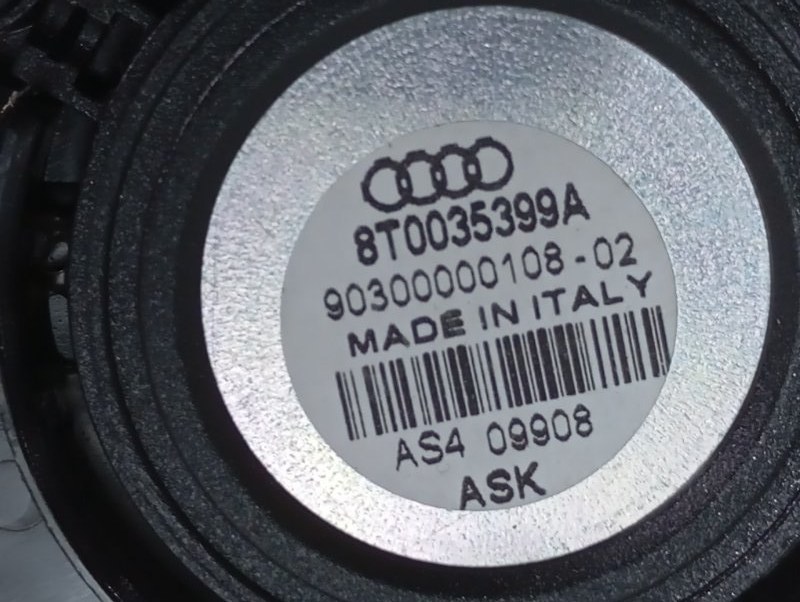 8T0035399A
90300000108-02
MADE IN ITALY
AS4 09908
ASK